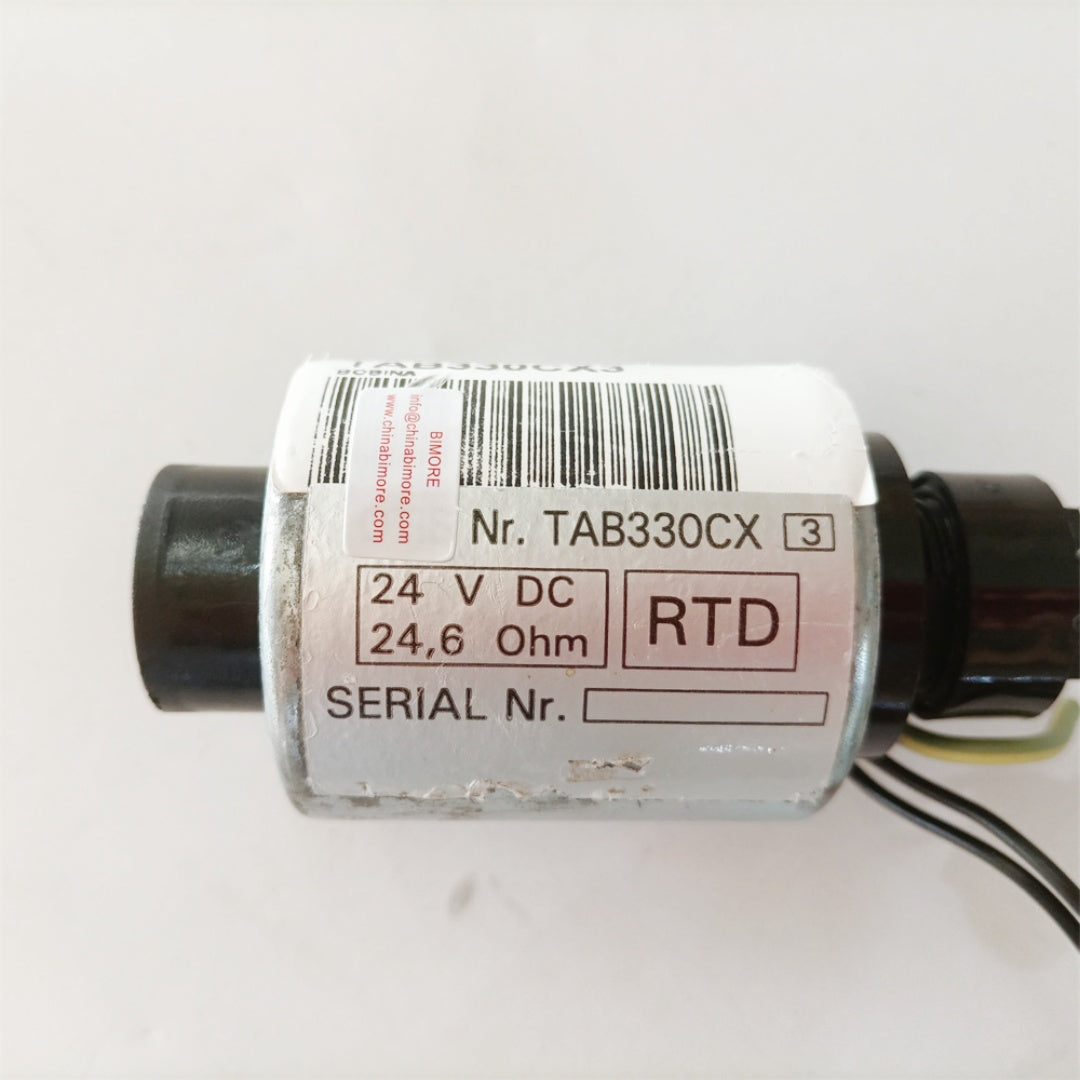 TAB330CX3
BOBINA
BIMORE
info@chinabimore.com
www.chinabimore.com
Nr. TAB330CX 3
24 V DC
24,6 Ohm
RTD
SERIAL Nr.